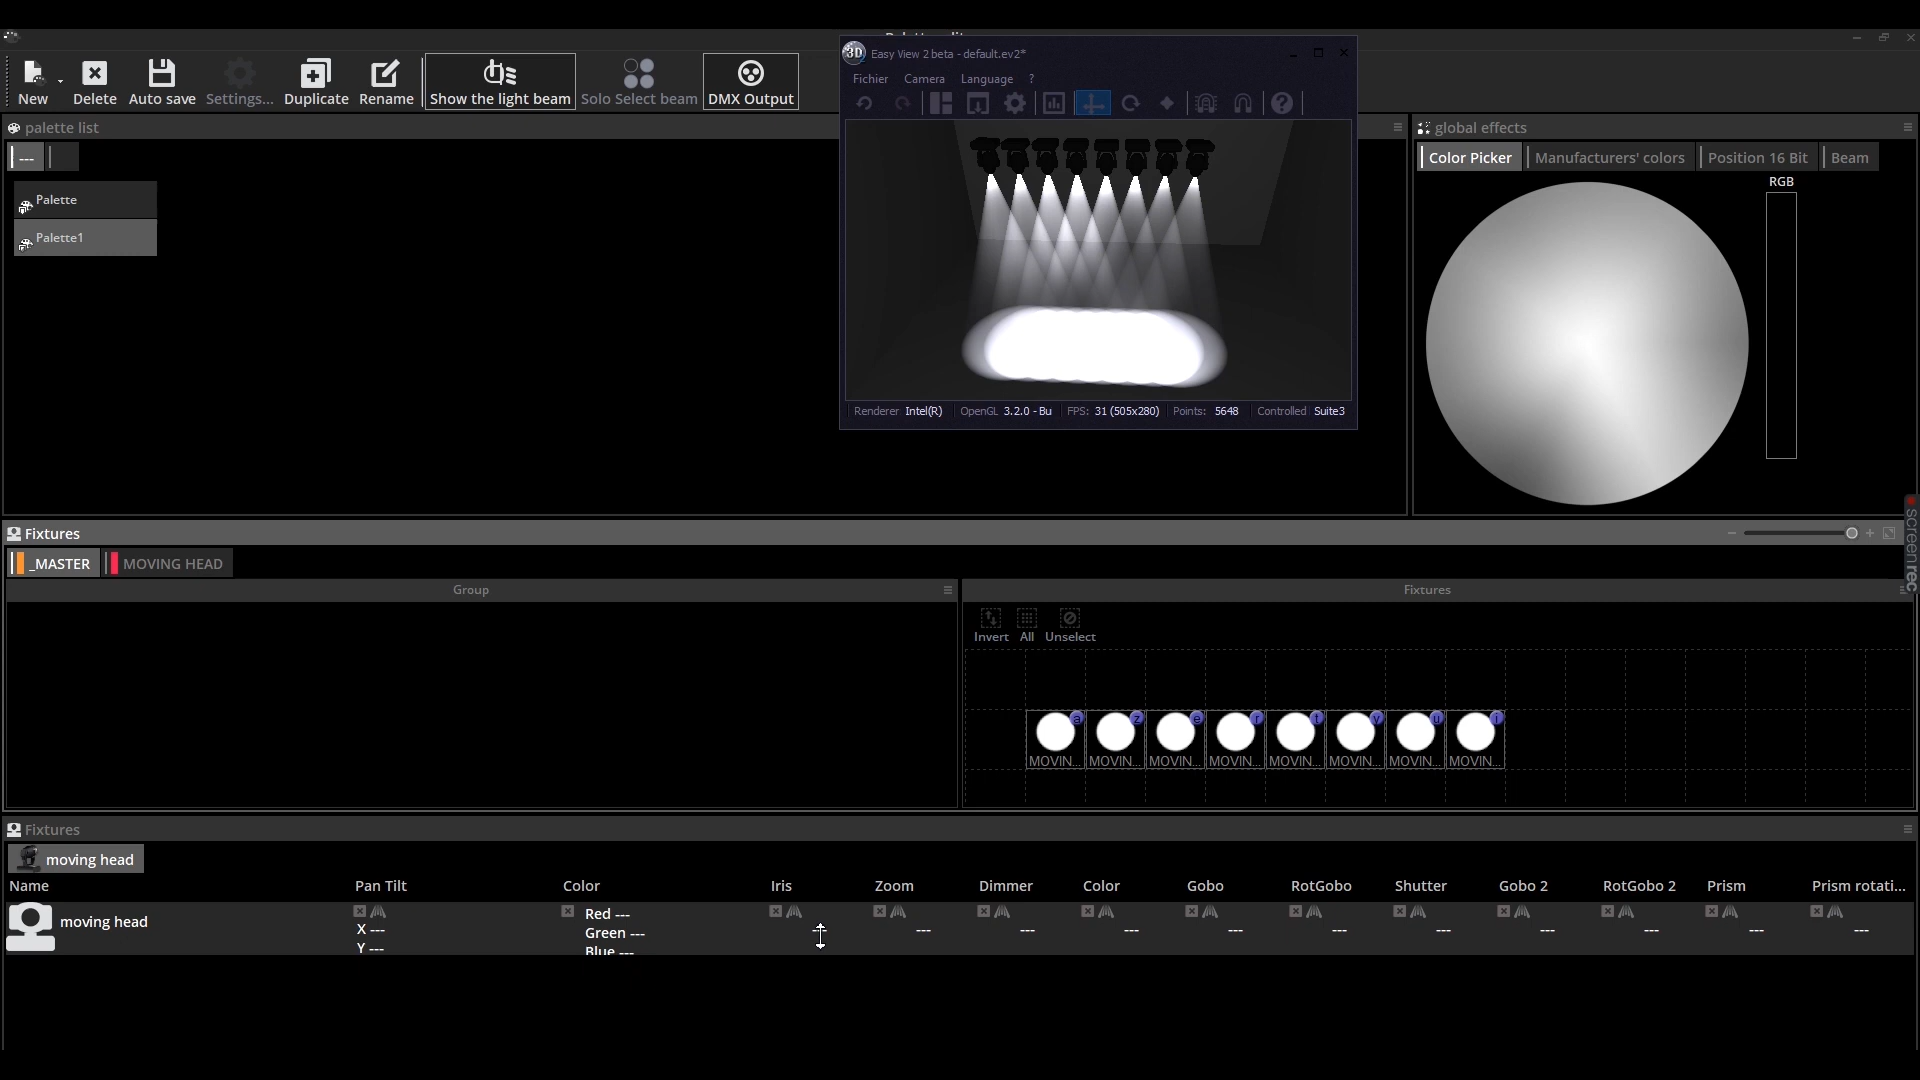 3D Easy View 2 beta - default.ev2*
Fichier Camera Language ?
New Delete Auto save Settings... Duplicate Rename Show the light beam Solo Select beam DMX Output
palette list
---
Palette
Palette1
Renderer Intel(R) OpenGL 3.2.0 - Bu FPS: 31 (505x280) Points: 5648 Controlled Suite3
global effects
Color Picker Manufacturers' colors Position 16 Bit Beam
RGB
screenrec
Fixtures
_MASTER MOVING HEAD
Group
Fixtures
Invert All Unselect
a z e r t y u i
MOVIN... MOVIN... MOVIN... MOVIN... MOVIN... MOVIN... MOVIN... MOVIN...
Fixtures
moving head
Name Pan Tilt Color Iris Zoom Dimmer Color Gobo RotGobo Shutter Gobo 2 RotGobo 2 Prism Prism rotati...
moving head
X ---
Y ---
Red ---
Green ---
Blue ---
--- --- --- --- --- --- --- --- --- --- ---